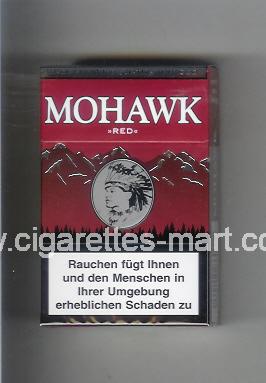 MOHAWK
»RED«
www.cigarettes-mart.com
Rauchen fügt Ihnen
und den Menschen in
Ihrer Umgebung
erheblichen Schaden zu